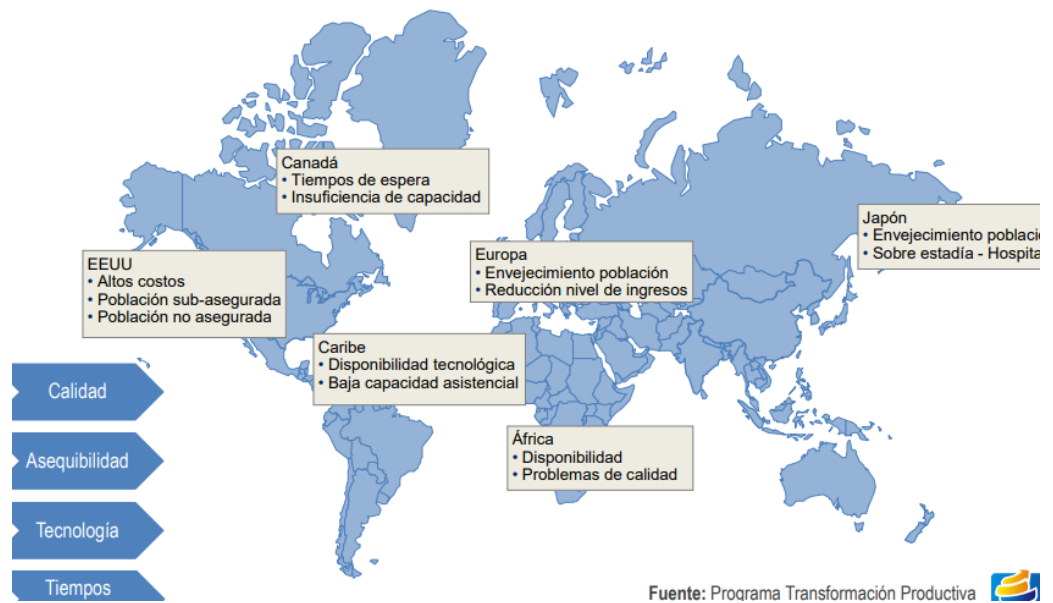 Canadá
• Tiempos de espera
• Insuficiencia de capacidad
Japón
• Envejecimiento
• Sobre estadía -
Europa
• Envejecimiento población
• Reducción nivel de ingresos
EEUU
• Altos costos
• Población sub-asegurada
• Población no asegurada
Caribe
• Disponibilidad tecnológica
• Baja capacidad asistencial
Calidad
África
• Disponibilidad
• Problemas de calidad
Asequibilidad
Tecnología
Tiempos
Fuente: Programa Transformación Productiva